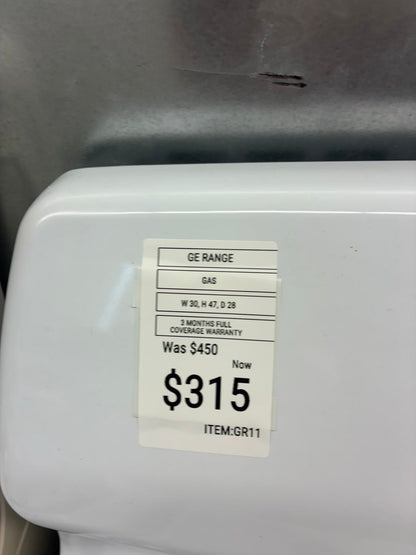 GE RANGE
GAS
W 30, H 47, D 28
3 MONTHS FULL
COVERAGE WARRANTY
Was $450
Now
$315
ITEM:GR11